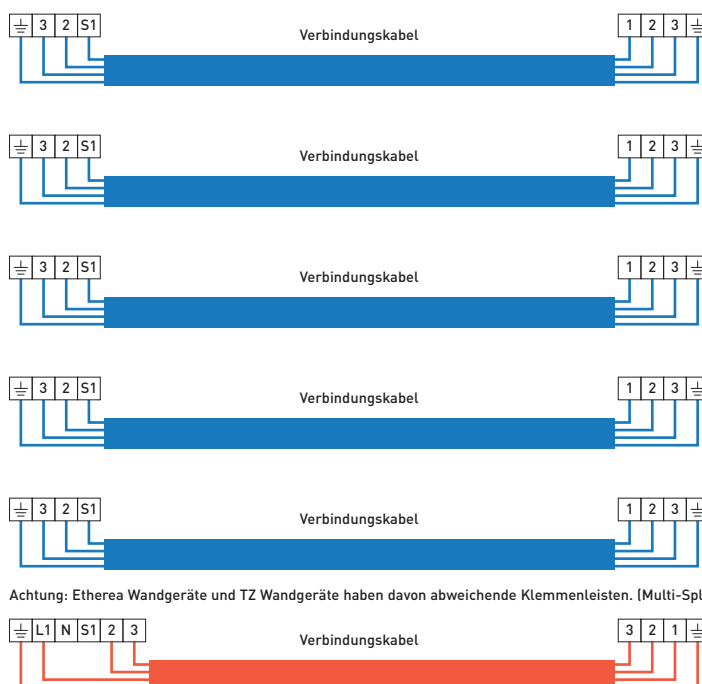 3 2 S1 Verbindungskabel 1 2 3
3 2 S1 Verbindungskabel 1 2 3
3 2 S1 Verbindungskabel 1 2 3
3 2 S1 Verbindungskabel 1 2 3
3 2 S1 Verbindungskabel 1 2 3
Achtung: Etherea Wandgeräte und TZ Wandgeräte haben davon abweichende Klemmenleisten. (Multi-Spl
L1 N S1 2 3 Verbindungskabel 3 2 1